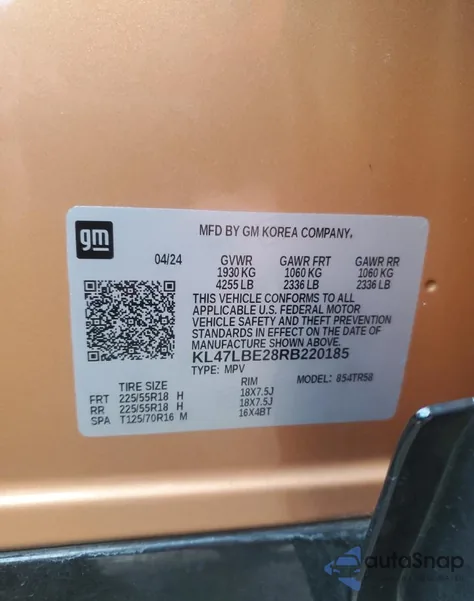 gm
MFD BY GM KOREA COMPANY.
04/24 GVWR GAWR FRT GAWR RR
1930 KG 1060 KG 1060 KG
4255 LB 2336 LB 2336 LB
THIS VEHICLE CONFORMS TO ALL
APPLICABLE U.S. FEDERAL MOTOR
VEHICLE SAFETY AND THEFT PREVENTION
STANDARDS IN EFFECT ON THE DATE OF
MANUFACTURE SHOWN ABOVE.
KL47LBE28RB220185
TYPE: MPV MODEL: 854TR58
TIRE SIZE RIM
FRT 225/55R18 H 18X7.5J
RR 225/55R18 H 18X7.5J
SPA T125/70R16 M 16X4BT
autoSnap